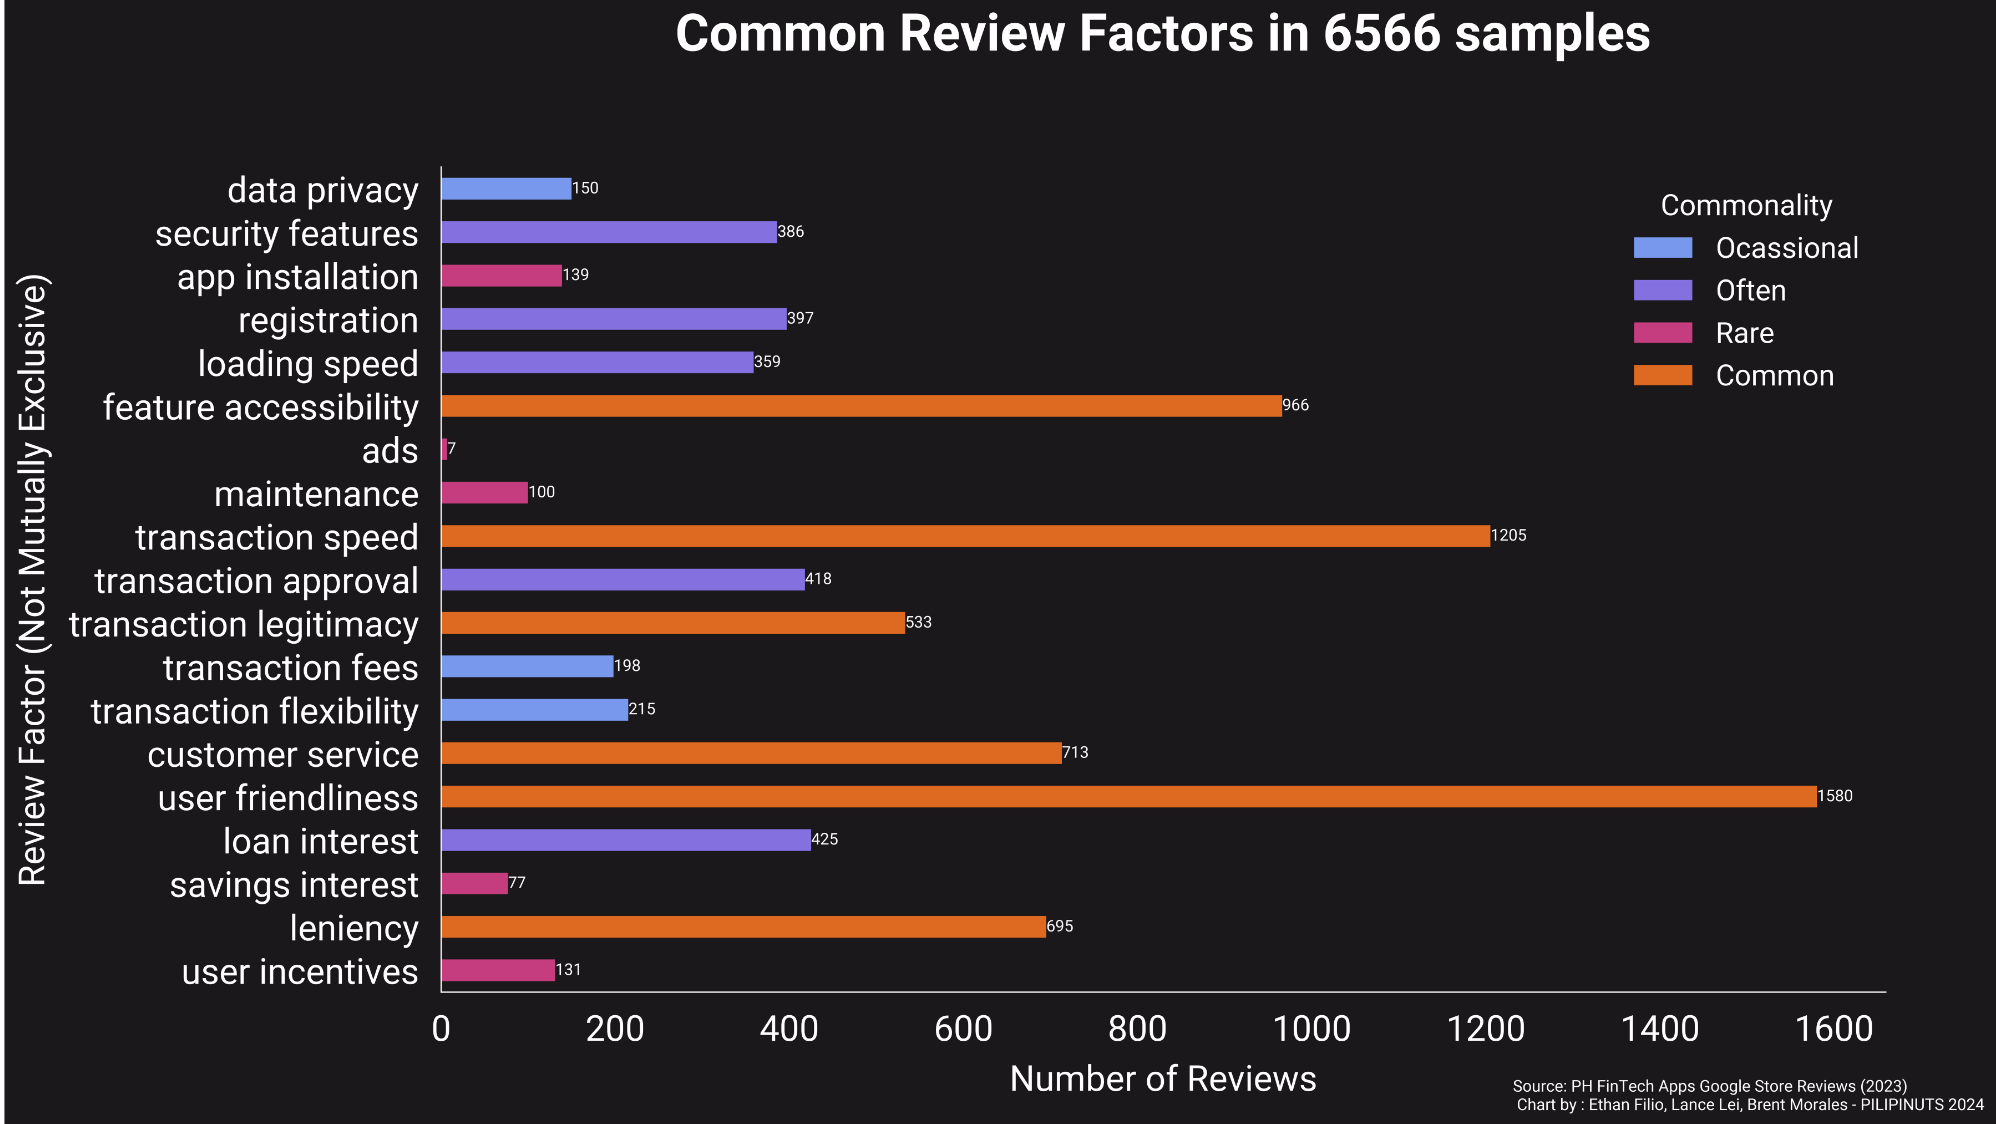 Common Review Factors in 6566 samples
Review Factor (Not Mutually Exclusive)
data privacy 150
security features 386
app installation 139
registration 397
loading speed 359
feature accessibility 966
ads 7
maintenance 100
transaction speed 1205
transaction approval 418
transaction legitimacy 533
transaction fees 198
transaction flexibility 215
customer service 713
user friendliness 1580
loan interest 425
savings interest 77
leniency 695
user incentives 131
Commonality
Ocassional
Often
Rare
Common
0 200 400 600 800 1000 1200 1400 1600
Number of Reviews
Source: PH FinTech Apps Google Store Reviews (2023)
Chart by : Ethan Filio, Lance Lei, Brent Morales - PILIPINUTS 2024